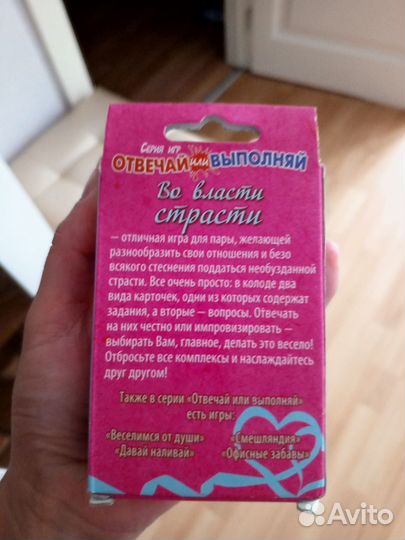 Серия игр
ОТВЕЧАЙ или ВЫПОЛНЯЙ
Во власти
страсти
– отличная игра для пары, желающей
разнообразить свои отношения и безо
всякого стеснения поддаться необузданной
страсти. Все очень просто: в колоде два
вида карточек, одни из которых содержат
задания, а вторые — вопросы. Отвечать
на них честно или импровизировать —
выбирать Вам, главное, делать это весело!
Отбросьте все комплексы и наслаждайтесь
друг другом!
Также в серии «Отвечай или выполняй»
есть игры:
«Веселимся от души» «Смешляндия»
«Давай наливай» «Офисные забавы»
Avito